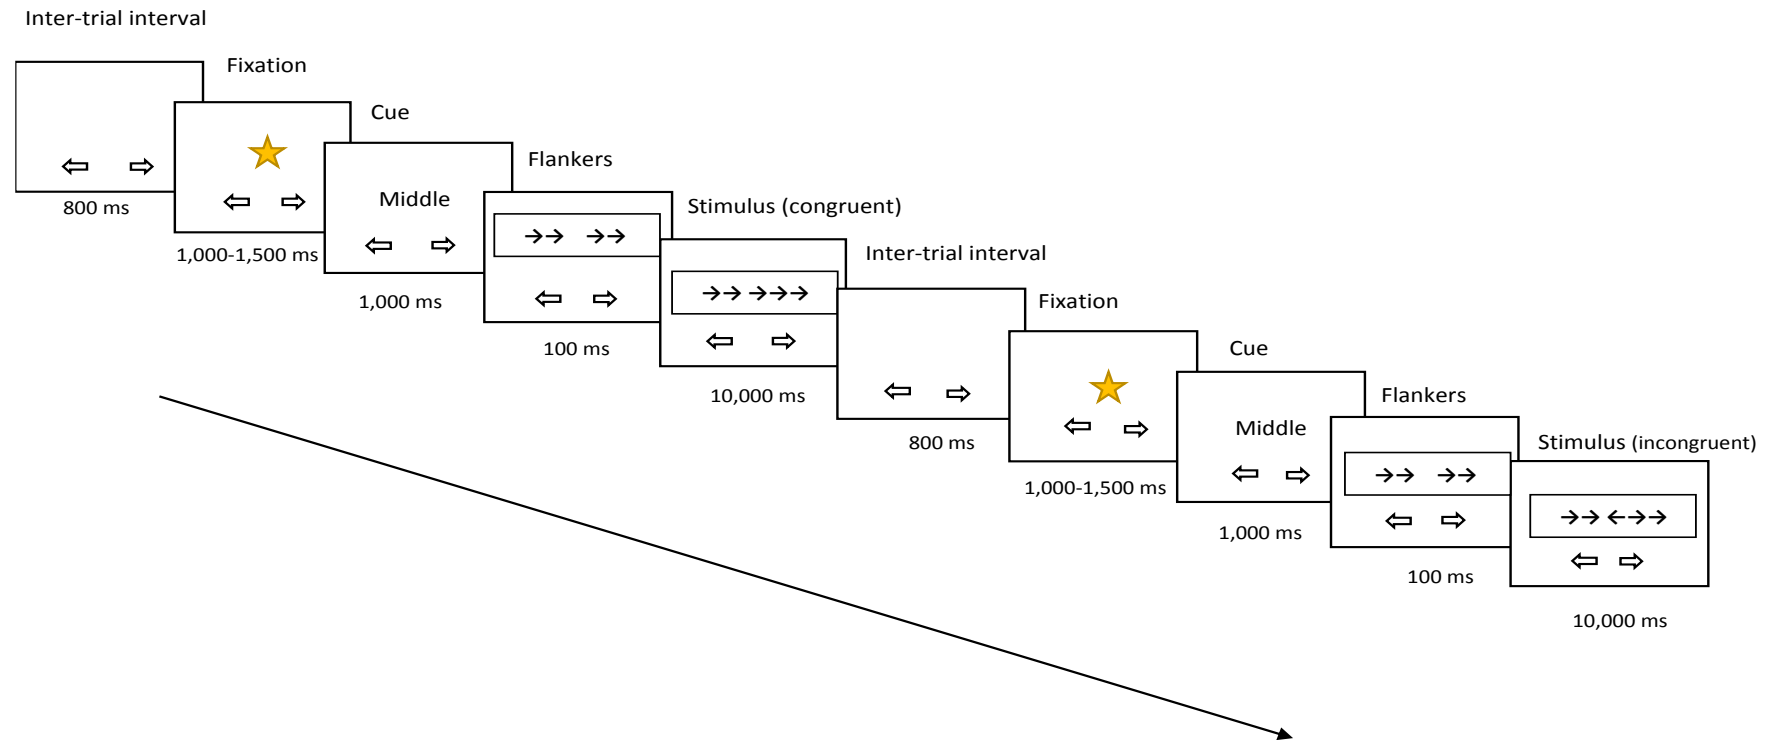 Inter-trial interval
800 ms
Fixation
1,000-1,500 ms
Cue
Middle
1,000 ms
Flankers
→→ →→
100 ms
Stimulus (congruent)
→→→→→
10,000 ms
Inter-trial interval
800 ms
Fixation
1,000-1,500 ms
Cue
Middle
1,000 ms
Flankers
→→ →→
100 ms
Stimulus (incongruent)
→→←→→
10,000 ms